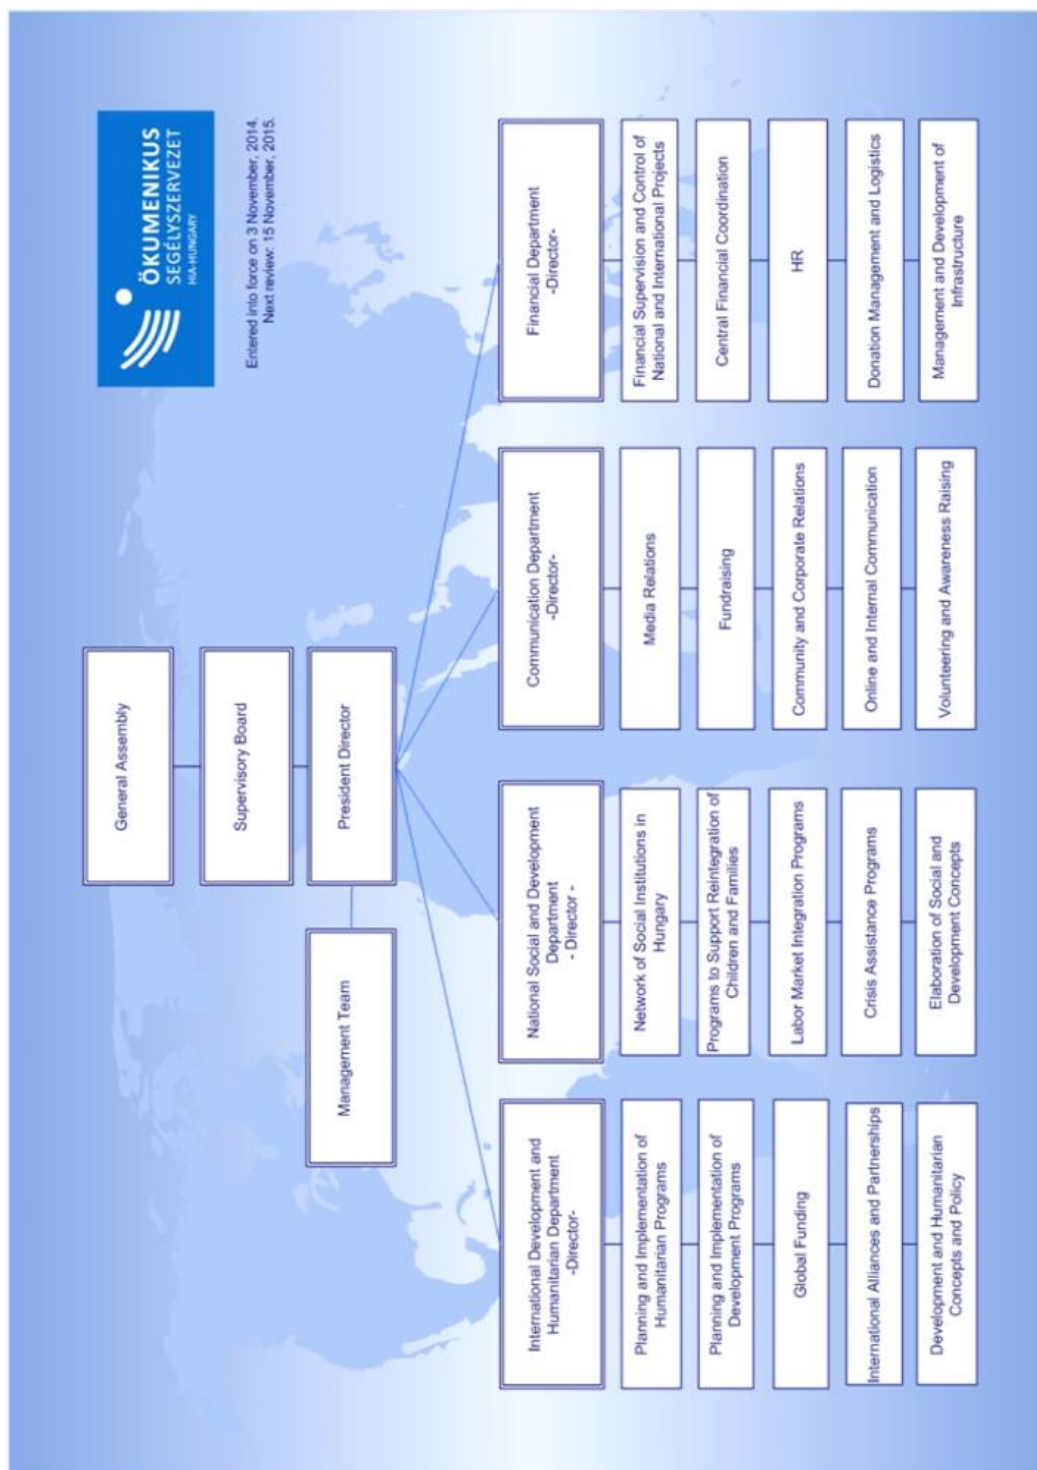 ÖKUMENIKUS
SEGÉLYSZERVEZET
HIA-HUNGARY
Entered into force on 3 November, 2014.
Next review: 15 November, 2015.
General Assembly
Supervisory Board
President Director
Management Team
International Development and
Humanitarian Department
-Director-
Planning and Implementation of
Humanitarian Programs
Planning and Implementation of
Development Programs
Global Funding
International Alliances and Partnerships
Development and Humanitarian
Concepts and Policy
National Social and Development
Department
- Director -
Network of Social Institutions in
Hungary
Programs to Support Reintegration of
Children and Families
Labor Market Integration Programs
Crisis Assistance Programs
Elaboration of Social and
Development Concepts
Communication Department
-Director-
Media Relations
Fundraising
Community and Corporate Relations
Online and Internal Communication
Volunteering and Awareness Raising
Financial Department
-Director-
Financial Supervision and Control of
National and International Projects
Central Financial Coordination
HR
Donation Management and Logistics
Management and Development of
Infrastructure